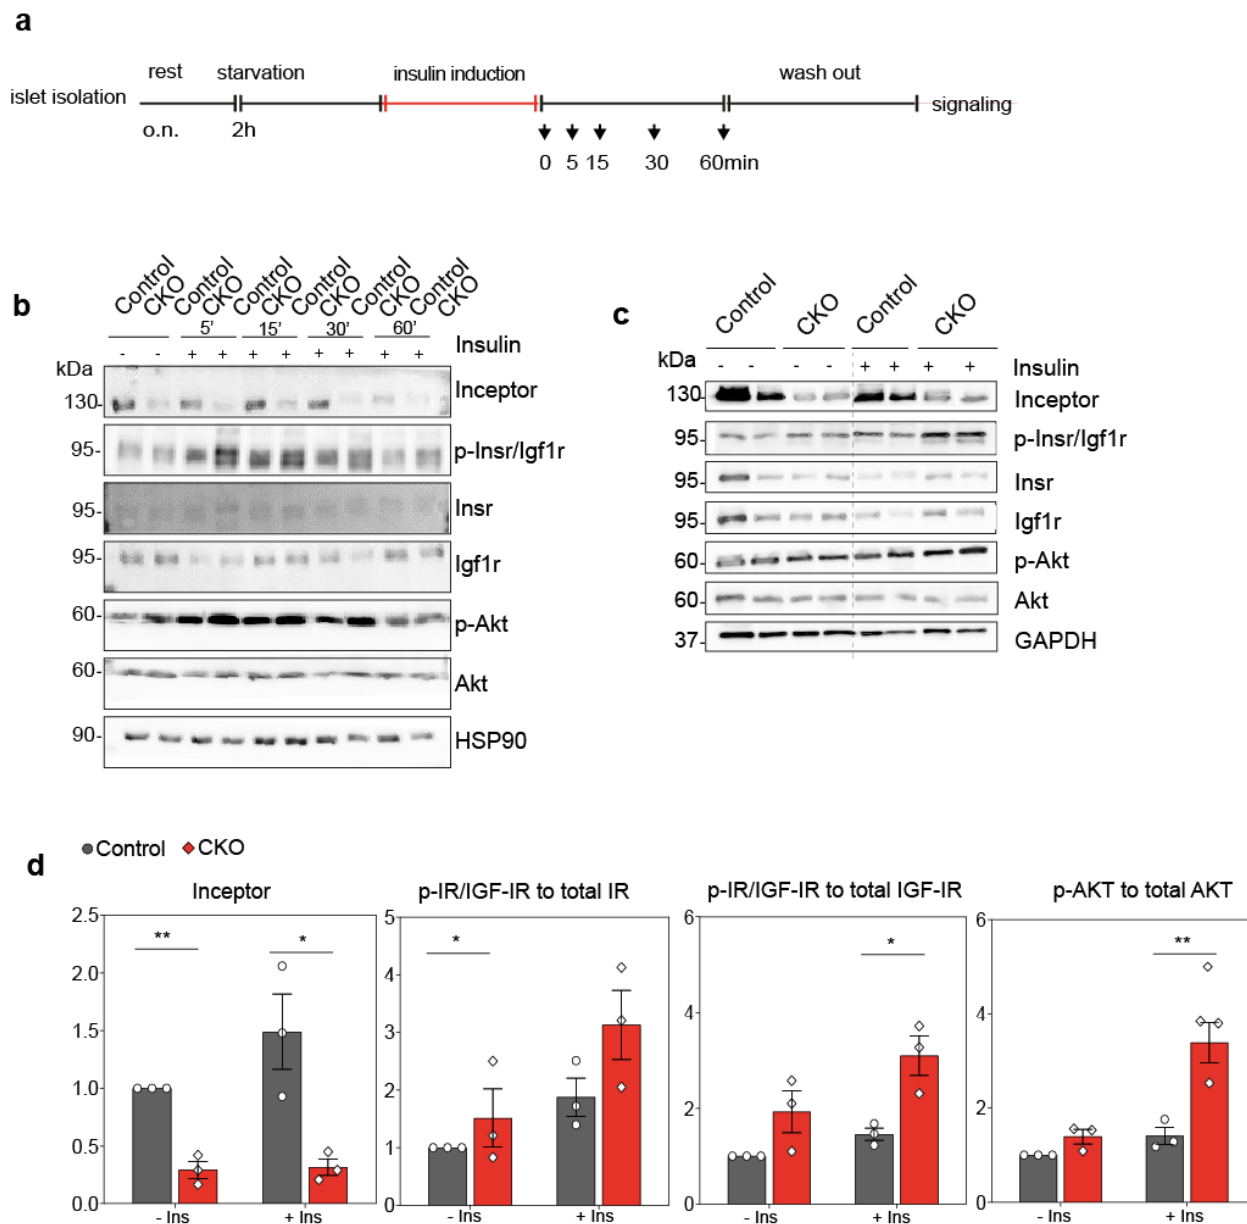 a
rest starvation insulin induction wash out
islet isolation signaling
o.n. 2h
0 5 15 30 60min
b
Control CKO Control CKO Control CKO Control CKO Control CKO
5' 15' 30' 60'
- - + + + + + + + + Insulin
kDa
130- Inceptor
95- p-Insr/Igf1r
95- Insr
95- Igf1r
60- p-Akt
60- Akt
90- HSP90
c
Control CKO Control CKO
kDa - - - - + + + + Insulin
130- Inceptor
95- p-Insr/Igf1r
95- Insr
95- Igf1r
60- p-Akt
60- Akt
37- GAPDH
d
Control CKO
Inceptor
2.5
2.0
1.5
1.0
0.5
0.0
** *
- Ins + Ins
p-IR/IGF-IR to total IR
5
4
3
2
1
0
*
- Ins + Ins
p-IR/IGF-IR to total IGF-IR
6
4
2
0
*
- Ins + Ins
p-AKT to total AKT
6
4
2
0
**
- Ins + Ins